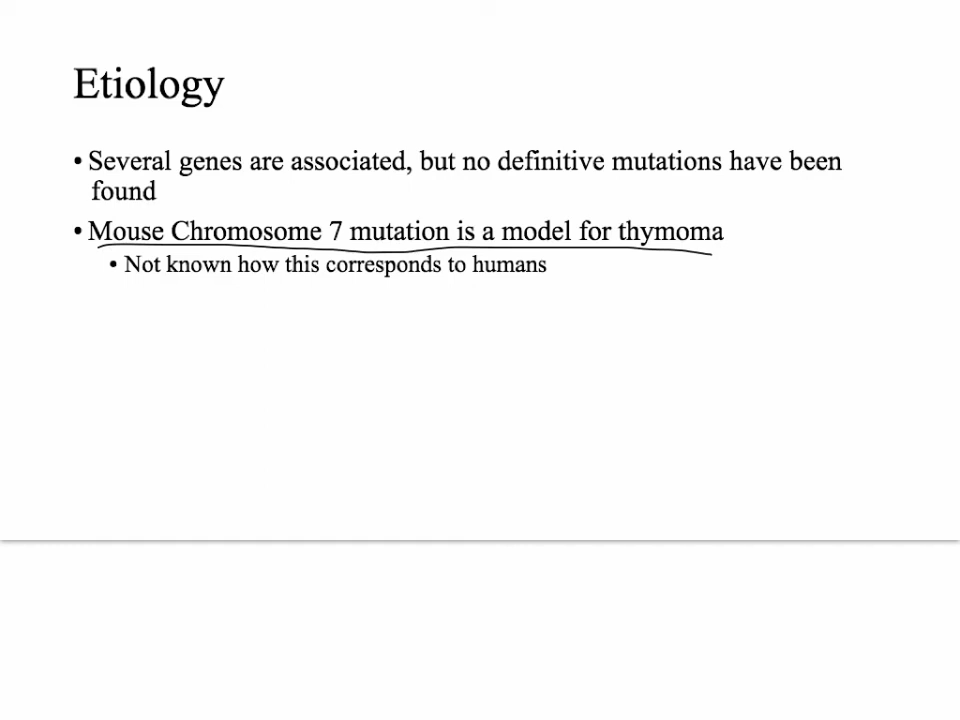 Etiology
• Several genes are associated, but no definitive mutations have been
found
• Mouse Chromosome 7 mutation is a model for thymoma
• Not known how this corresponds to humans